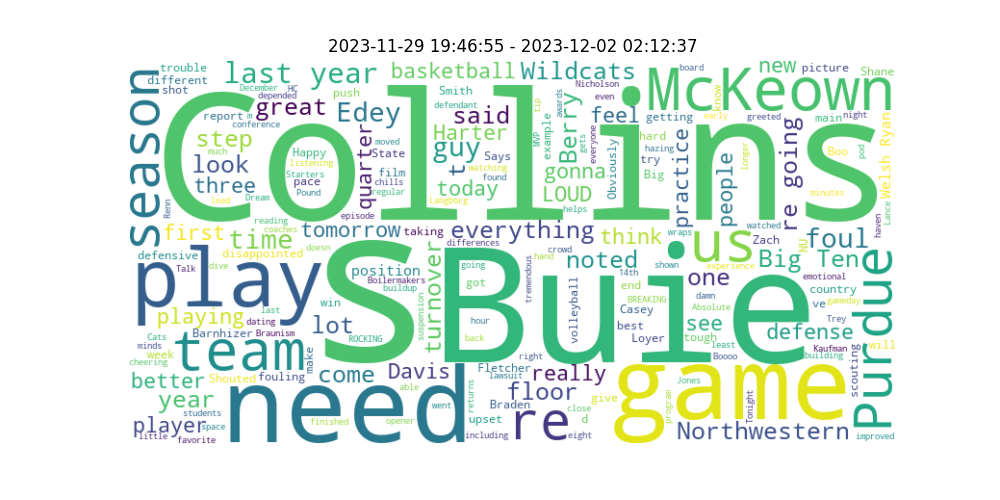 2023-11-29 19:46:55 - 2023-12-02 02:12:37
trouble
different
shot
last year
December
HC
depended
basketball
Wildcats
Nicholson
board
McKeown
new
picture
Shane
season
report
m
conference
great
push
Edey
Smith
defendant
said
tip
awards
even
feel
getting
know
early
greeted
main
night
Collins
step
much
Happy
listening
Starters
pace
Pound
quarter
moved
State
film
chills
regular
Harter
guy
t
Says
watching
found
MVP
example
Berry
gets
everyone
gonna
LOUD
Obviously
hard
hazing
try
Big
practice
people
longer
re going
Boo
pod
Welsh Ryan
look
three
today
Langborg
helps
minutes
Lance
haven
Renn
lead
Dream
reading
coaches
episode
first
time
tomorrow
taking
everything
differences
crowd
think
wraps
us
watched
experience
Zach
NU
foul
defensive
disappointed
doesn
Talk
dive
play
position
Boilermakers
buildup
SBuie
turnover
suspension
going
got
hour
back
tremendous
hand
volleyball
noted
14th
end
BREAKING
Casey
best
Loyer
shown
one
damn
Absolute
see
tough
least
Boooo
Big Ten
emotional
country
ve
gameday
Trey
defense
Purdue
playing
Barnhizer
last
dating
Braunism
win
lot
ROCKING
Cats
minds
cheering
week
team
make
come
Davis
right
Fletcher
lawsuit
really
building
Kaufman
will
scouting
better
Shouted
fouling
year
need
able
went
opener
returns
floor
Braden
upset
give
close
d
game
Jones
program
Tonight
player
students
space
little
favorite
finished
including
re
eight
Northwestern
improved